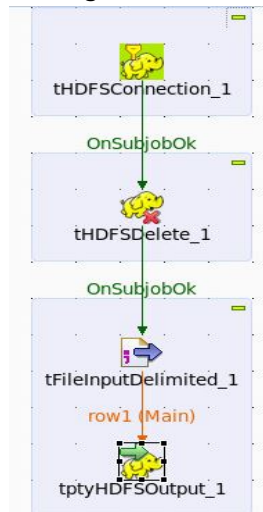 tHDFSConnection_1
OnSubjobOk
tHDFSDelete_1
OnSubjobOk
tFileInputDelimited_1
row1 (Main)
tptyHDFSOutput_1